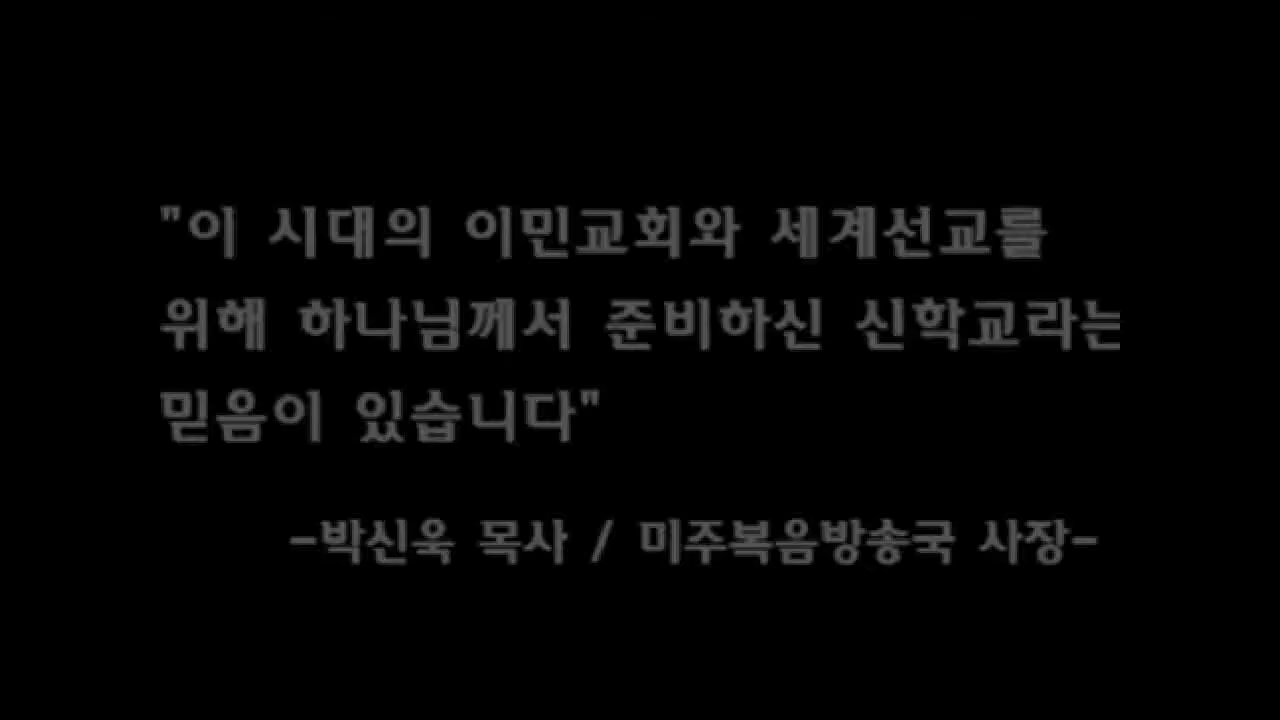 "이 시대의 이민교회와 세계선교를
위해 하나님께서 준비하신 신학교라는
믿음이 있습니다"
-박신욱 목사 / 미주복음방송국 사장-